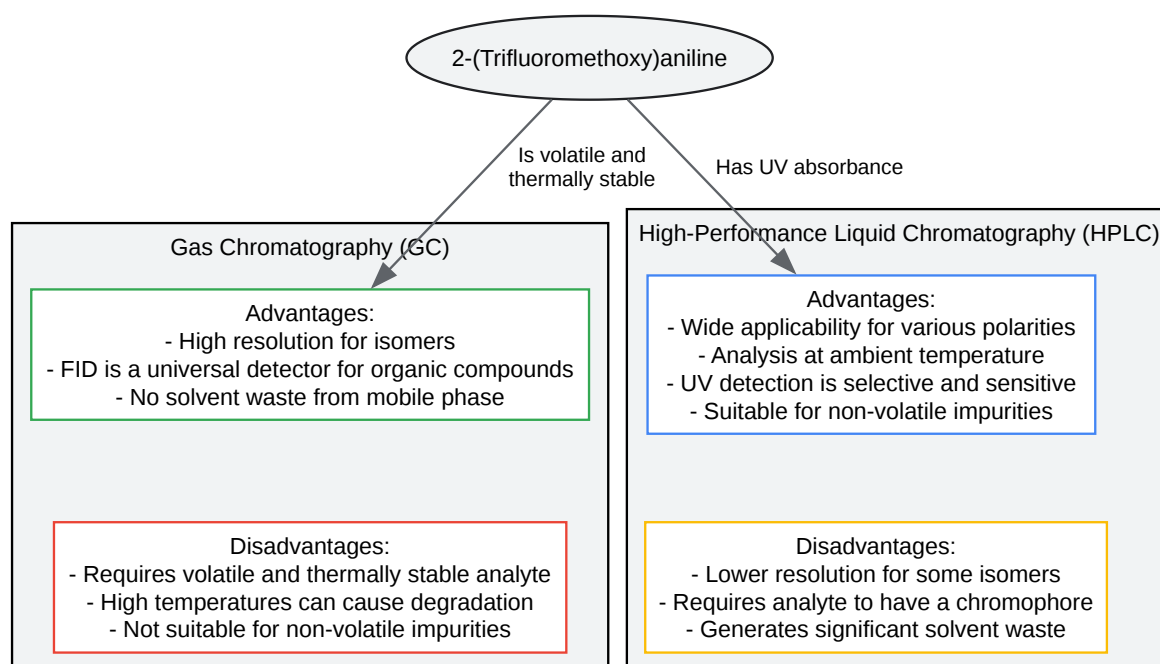 2-(Trifluoromethoxy)aniline
Is volatile and
thermally stable
Has UV absorbance
Gas Chromatography (GC)
Advantages:
- High resolution for isomers
- FID is a universal detector for organic compounds
- No solvent waste from mobile phase
Disadvantages:
- Requires volatile and thermally stable analyte
- High temperatures can cause degradation
- Not suitable for non-volatile impurities
High-Performance Liquid Chromatography (HPLC)
Advantages:
- Wide applicability for various polarities
- Analysis at ambient temperature
- UV detection is selective and sensitive
- Suitable for non-volatile impurities
Disadvantages:
- Lower resolution for some isomers
- Requires analyte to have a chromophore
- Generates significant solvent waste